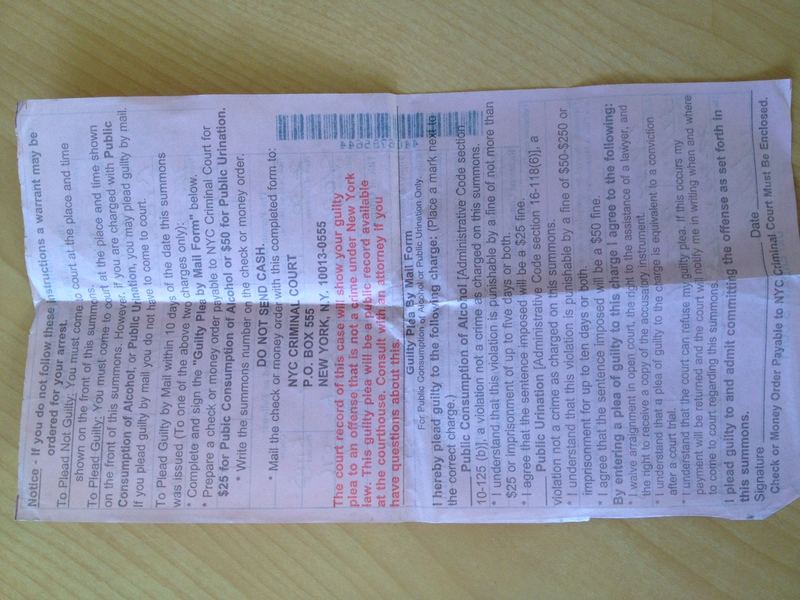 Notice - If you do not follow these instructions a warrant may be
ordered for your arrest.
To Plead Not Guilty: You must come to court at the place and time
shown on the front of this summons.
To Plead Guilty: You must come to court at the place and time shown
on the front of this summons. However, if you are charged with Public
Consumption of Alcohol, or Public Urination, you may plead guilty by mail.
If you plead guilty by mail you do not have to come to court.
To Plead Guilty by Mail within 10 days of the date this summons
was issued (To one of the above two charges only):
* Complete and sign the "Guilty Plea by Mail Form" below.
* Prepare a check or money order payable to NYC Criminal Court for
$25 for Public Consumption of Alcohol or $50 for Public Urination.
* Write the summons number on the check or money order.
DO NOT SEND CASH.
* Mail the check or money order with this completed form to:
NYC CRIMINAL COURT
P.O. BOX 555
NEW YORK, N.Y. 10013-0555
The court record of this case will show your guilty
plea to an offense that is not a crime under New York
law. This guilty plea will be a public record available
at the courthouse. Consult with an attorney if you
have questions about this.
Guilty Plea By Mail Form
For Public Consumption of Alcohol or Public Urination Only
I hereby plead guilty to the following charge: (Place a mark next to
the correct charge.)
Public Consumption of Alcohol [Administrative Code section
10-125 (b)], a violation not a crime as charged on this summons.
* I understand that this violation is punishable by a fine of not more than
$25 or imprisonment of up to five days or both.
* I agree that the sentence imposed will be a $25 fine.
Public Urination [Administrative Code section 16-118(6)], a
violation not a crime as charged on this summons.
* I understand that this violation is punishable by a fine of $50-$250 or
imprisonment for up to ten days or both.
* I agree that the sentence imposed will be a $50 fine.
By entering a plea of guilty to this charge I agree to the following:
* I waive arraignment in open court, the right to the assistance of a lawyer, and
the right to receive a copy of the accusatory instrument.
* I understand that a plea of guilty to the charge is equivalent to a conviction
after a court trial.
* I understand that the court can refuse my guilty plea. If this occurs my
payment will be returned and the court will notify me in writing when and where
to come to court regarding this summons.
I plead guilty to and admit committing the offense as set forth in
this summons.
Signature Date
Check or Money Order Payable to NYC Criminal Court Must Be Enclosed.